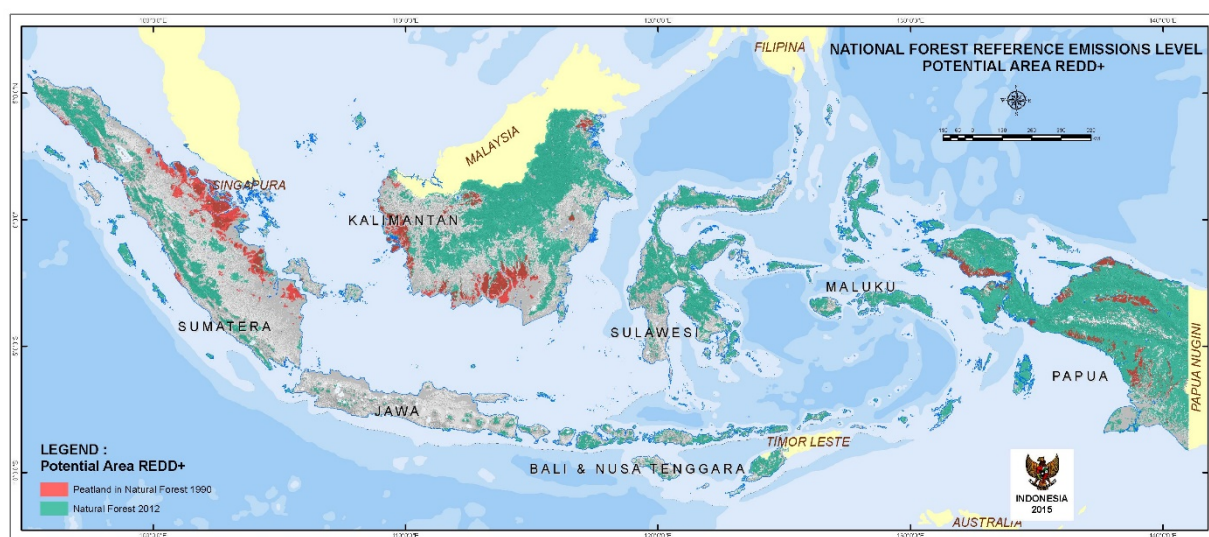 NATIONAL FOREST REFERENCE EMISSIONS LEVEL
POTENTIAL AREA REDD+
FILIPINA
MALAYSIA
SINGAPURA
KALIMANTAN
SUMATERA
SULAWESI
MALUKU
PAPUA
PAPUA NUGINI
JAWA
BALI & NUSA TENGGARA
TIMOR LESTE
AUSTRALIA
LEGEND :
Potential Area REDD+
Peatland in Natural Forest 1990
Natural Forest 2012
INDONESIA
2015